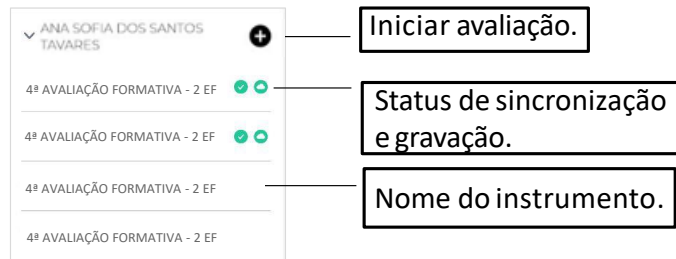 ANA SOFIA DOS SANTOS
TAVARES
Iniciar avaliação.
4ª AVALIAÇÃO FORMATIVA - 2 EF
Status de sincronização
e gravação.
4ª AVALIAÇÃO FORMATIVA - 2 EF
4ª AVALIAÇÃO FORMATIVA - 2 EF
Nome do instrumento.
4ª AVALIAÇÃO FORMATIVA - 2 EF